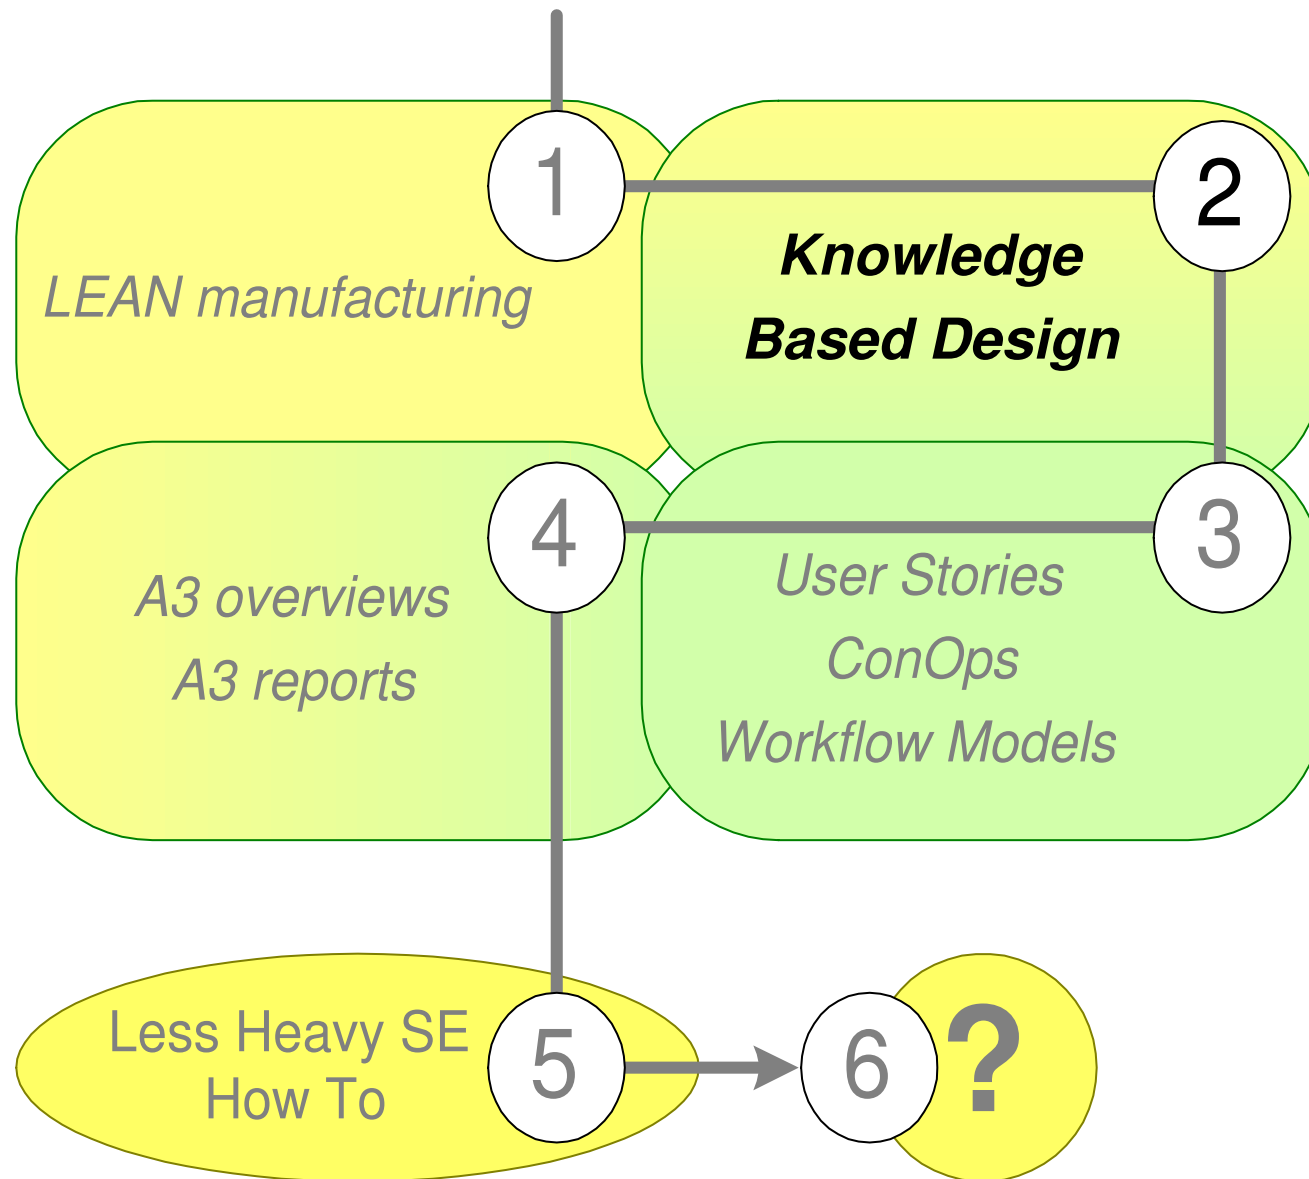 1
LEAN manufacturing
2
Knowledge
Based Design
3
User Stories
ConOps
Workflow Models
4
A3 overviews
A3 reports
5
Less Heavy SE
How To
6
?